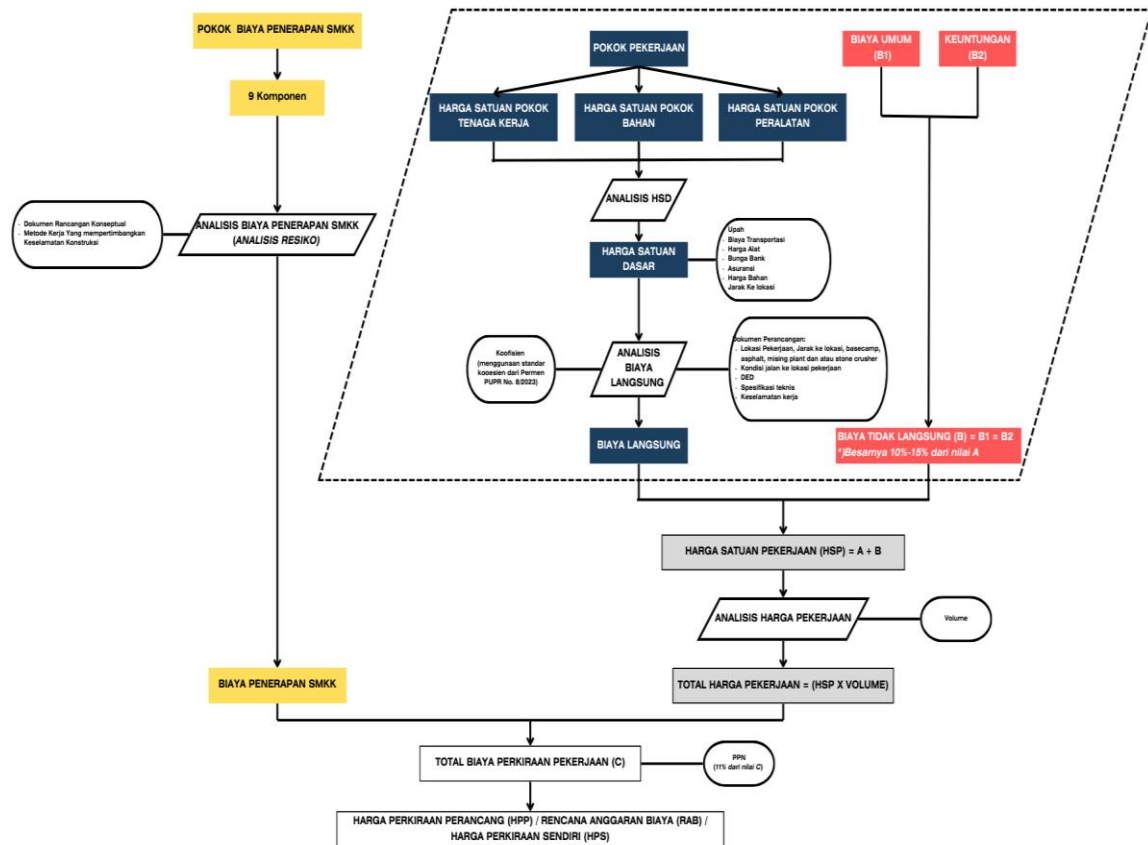 POKOK BIAYA PENERAPAN SMKK
9 Komponen
- Dokumen Rancangan Konseptual
- Metode Kerja Yang mempertimbangkan
Keselamatan Konstruksi
ANALISIS BIAYA PENERAPAN SMKK
(ANALISIS RESIKO)
BIAYA PENERAPAN SMKK
POKOK PEKERJAAN
BIAYA UMUM
(B1)
KEUNTUNGAN
(B2)
HARGA SATUAN POKOK
TENAGA KERJA
HARGA SATUAN POKOK
BAHAN
HARGA SATUAN POKOK
PERALATAN
ANALISIS HSD
HARGA SATUAN
DASAR
- Upah
- Biaya Transportasi
- Harga Alat
- Bunga Bank
- Asuransi
- Harga Bahan
Jarak Ke lokasi
Koofisien
(menggunaan standar
kooesien dari Permen
PUPR No. 8/2023)
ANALISIS
BIAYA
LANGSUNG
Dokumen Perancangan:
- Lokasi Pekerjaan, Jarak ke lokasi, basecamp,
asphalt, mising plant dan atau stone crusher
- Kondisi jalan ke lokasi pekerjaan
- DED
- Spesifikasi teknis
- Keselamatan kerja
BIAYA LANGSUNG
BIAYA TIDAK LANGSUNG (B) = B1 = B2
*)Besarnya 10%-15% dari nilai A
HARGA SATUAN PEKERJAAN (HSP) = A + B
ANALISIS HARGA PEKERJAAN
Volume
TOTAL HARGA PEKERJAAN = (HSP X VOLUME)
TOTAL BIAYA PERKIRAAN PEKERJAAN (C)
PPN
(11% dari nilai C)
HARGA PERKIRAAN PERANCANG (HPP) / RENCANA ANGGARAN BIAYA (RAB) /
HARGA PERKIRAAN SENDIRI (HPS)